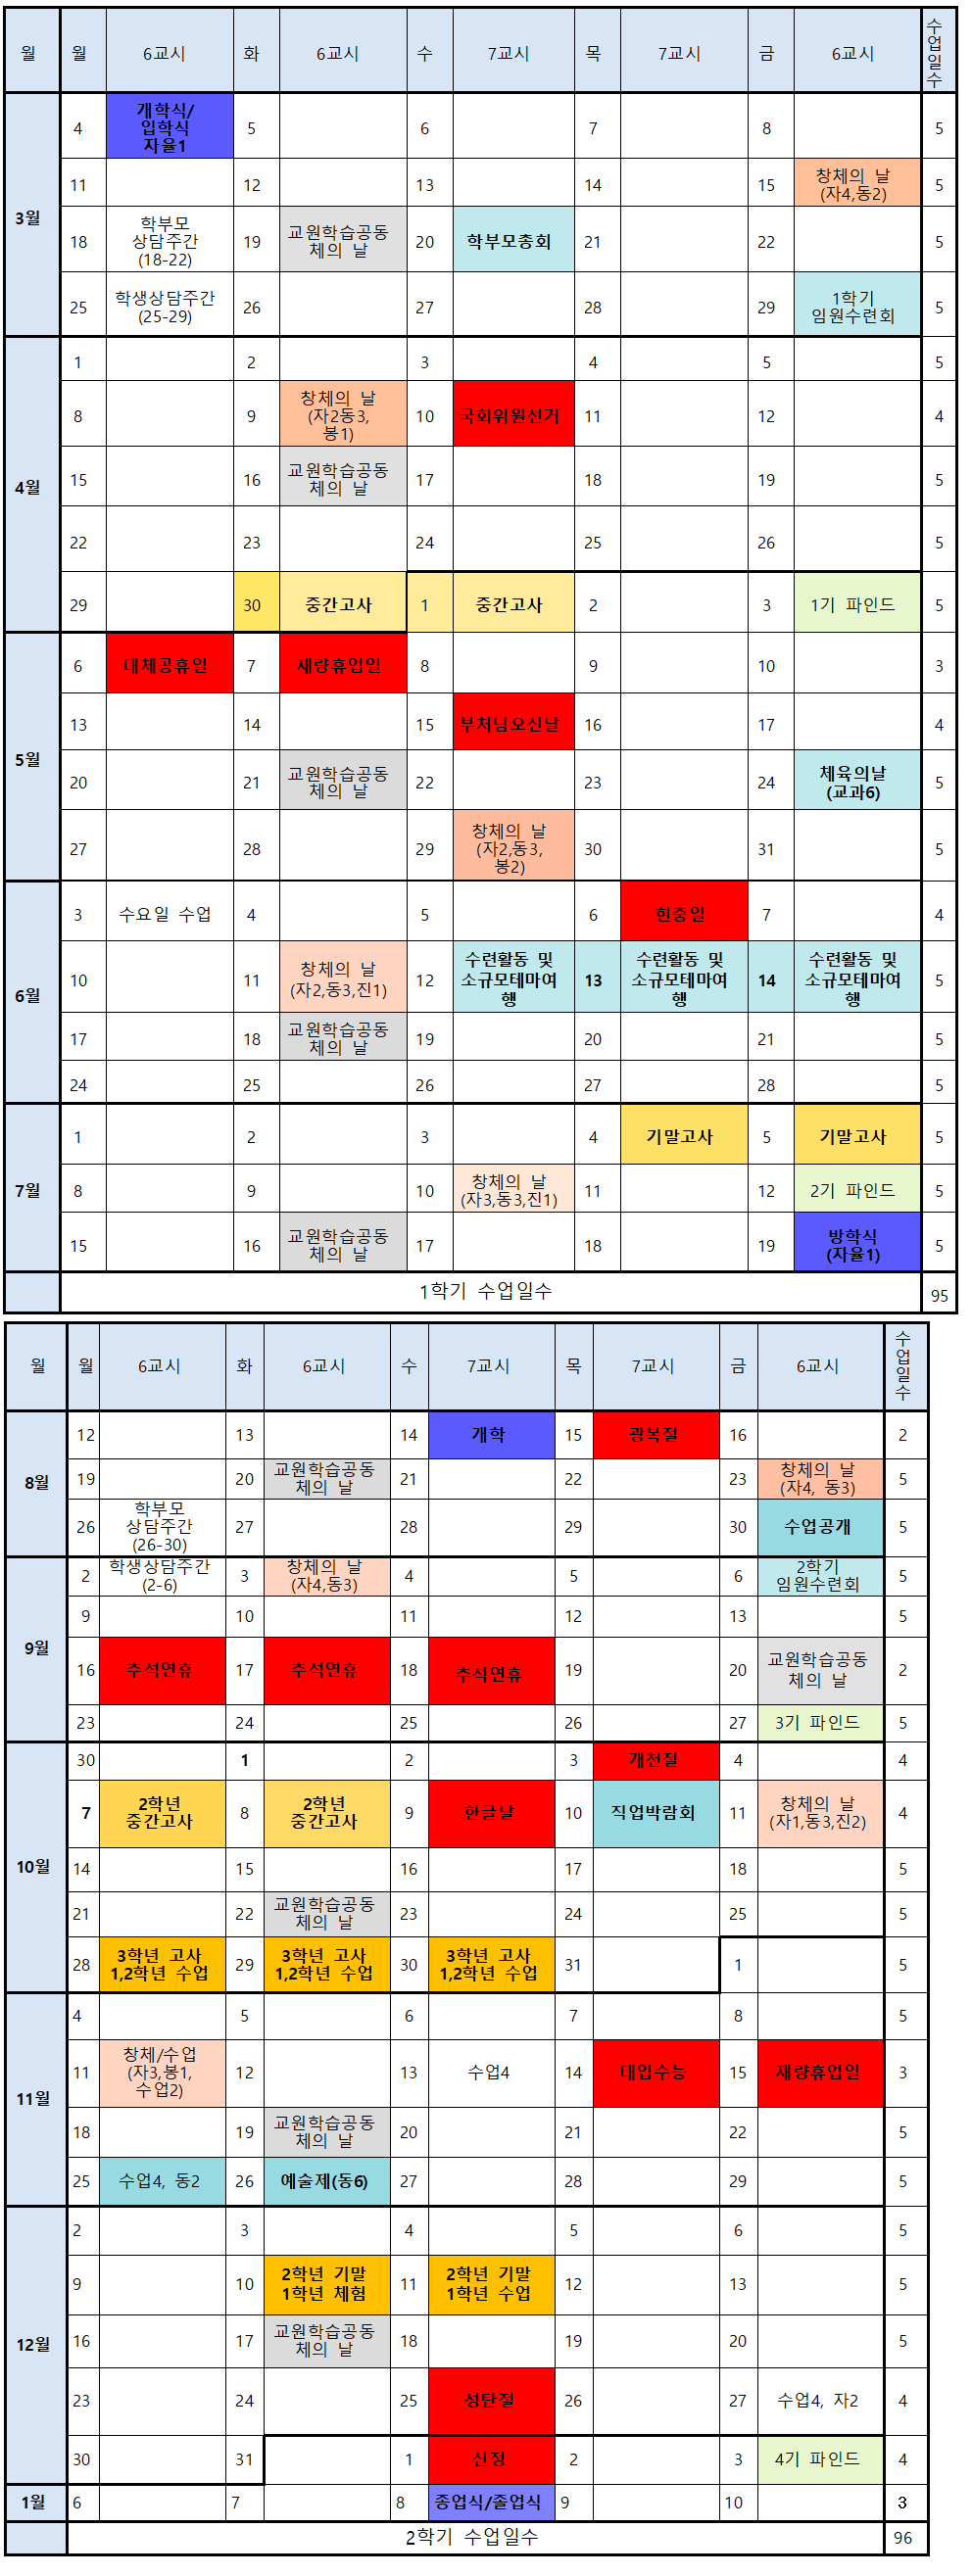 월 월 6교시 화 6교시 수 7교시 목 7교시 금 6교시 수업일수
3월
4 개학식/
입학식
자율1 5 6 7 8 5
11 12 13 14 15 창체의 날
(자4,동2) 5
18 학부모
상담주간
(18-22) 19 교원학습공동
체의 날 20 학부모총회 21 22 5
25 학생상담주간
(25-29) 26 27 28 29 1학기
임원수련회 5
4월
1 2 3 4 5 5
8 9 창체의 날
(자2동3,
봉1) 10 국회위원선거 11 12 4
15 16 교원학습공동
체의 날 17 18 19 5
22 23 24 25 26 5
29 30 중간고사 1 중간고사 2 3 1기 파인드 5
5월
6 대체공휴일 7 재량휴업일 8 9 10 3
13 14 15 부처님오신날 16 17 4
20 21 교원학습공동
체의 날 22 23 24 체육의날
(교과6) 5
27 28 29 창체의 날
(자2,동3,
봉2) 30 31 5
6월
3 수요일 수업 4 5 6 현충일 7 4
10 11 창체의 날
(자2,동3,진1) 12 수련활동 및
소규모테마여
행 13 수련활동 및
소규모테마여
행 14 수련활동 및
소규모테마여
행 5
17 18 교원학습공동
체의 날 19 20 21 5
24 25 26 27 28 5
7월
1 2 3 4 기말고사 5 기말고사 5
8 9 10 창체의 날
(자3,동3,진1) 11 12 2기 파인드 5
15 16 교원학습공동
체의 날 17 18 19 방학식
(자율1) 5
1학기 수업일수 95
월 월 6교시 화 6교시 수 7교시 목 7교시 금 6교시 수업일수
8월
12 13 14 개학 15 광복절 16 2
19 20 교원학습공동
체의 날 21 22 23 창체의 날
(자4, 동3) 5
26 학부모
상담주간
(26-30) 27 28 29 30 수업공개 5
9월
2 학생상담주간
(2-6) 3 창체의 날
(자4,동3) 4 5 6 2학기
임원수련회 5
9 10 11 12 13 5
16 추석연휴 17 추석연휴 18 추석연휴 19 20 교원학습공동
체의 날 2
23 24 25 26 27 3기 파인드 5
10월
30 1 2 3 개천절 4 4
7 2학년
중간고사 8 2학년
중간고사 9 한글날 10 직업박람회 11 창체의 날
(자1,동3,진2) 4
14 15 16 17 18 5
21 22 교원학습공동
체의 날 23 24 25 5
28 3학년 고사
1,2학년 수업 29 3학년 고사
1,2학년 수업 30 3학년 고사
1,2학년 수업 31 1 5
11월
4 5 6 7 8 5
11 창체/수업
(자3,봉1,
수업2) 12 13 수업4 14 대입수능 15 재량휴업일 3
18 19 교원학습공동
체의 날 20 21 22 5
25 수업4, 동2 26 예술제(동6) 27 28 29 5
12월
2 3 4 5 6 5
9 10 2학년 기말
1학년 체험 11 2학년 기말
1학년 수업 12 13 5
16 17 교원학습공동
체의 날 18 19 20 5
23 24 25 성탄절 26 27 수업4, 자2 4
30 31 1 신정 2 3 4기 파인드 4
1월 6 7 8 종업식/졸업식 9 10 3
2학기 수업일수 96